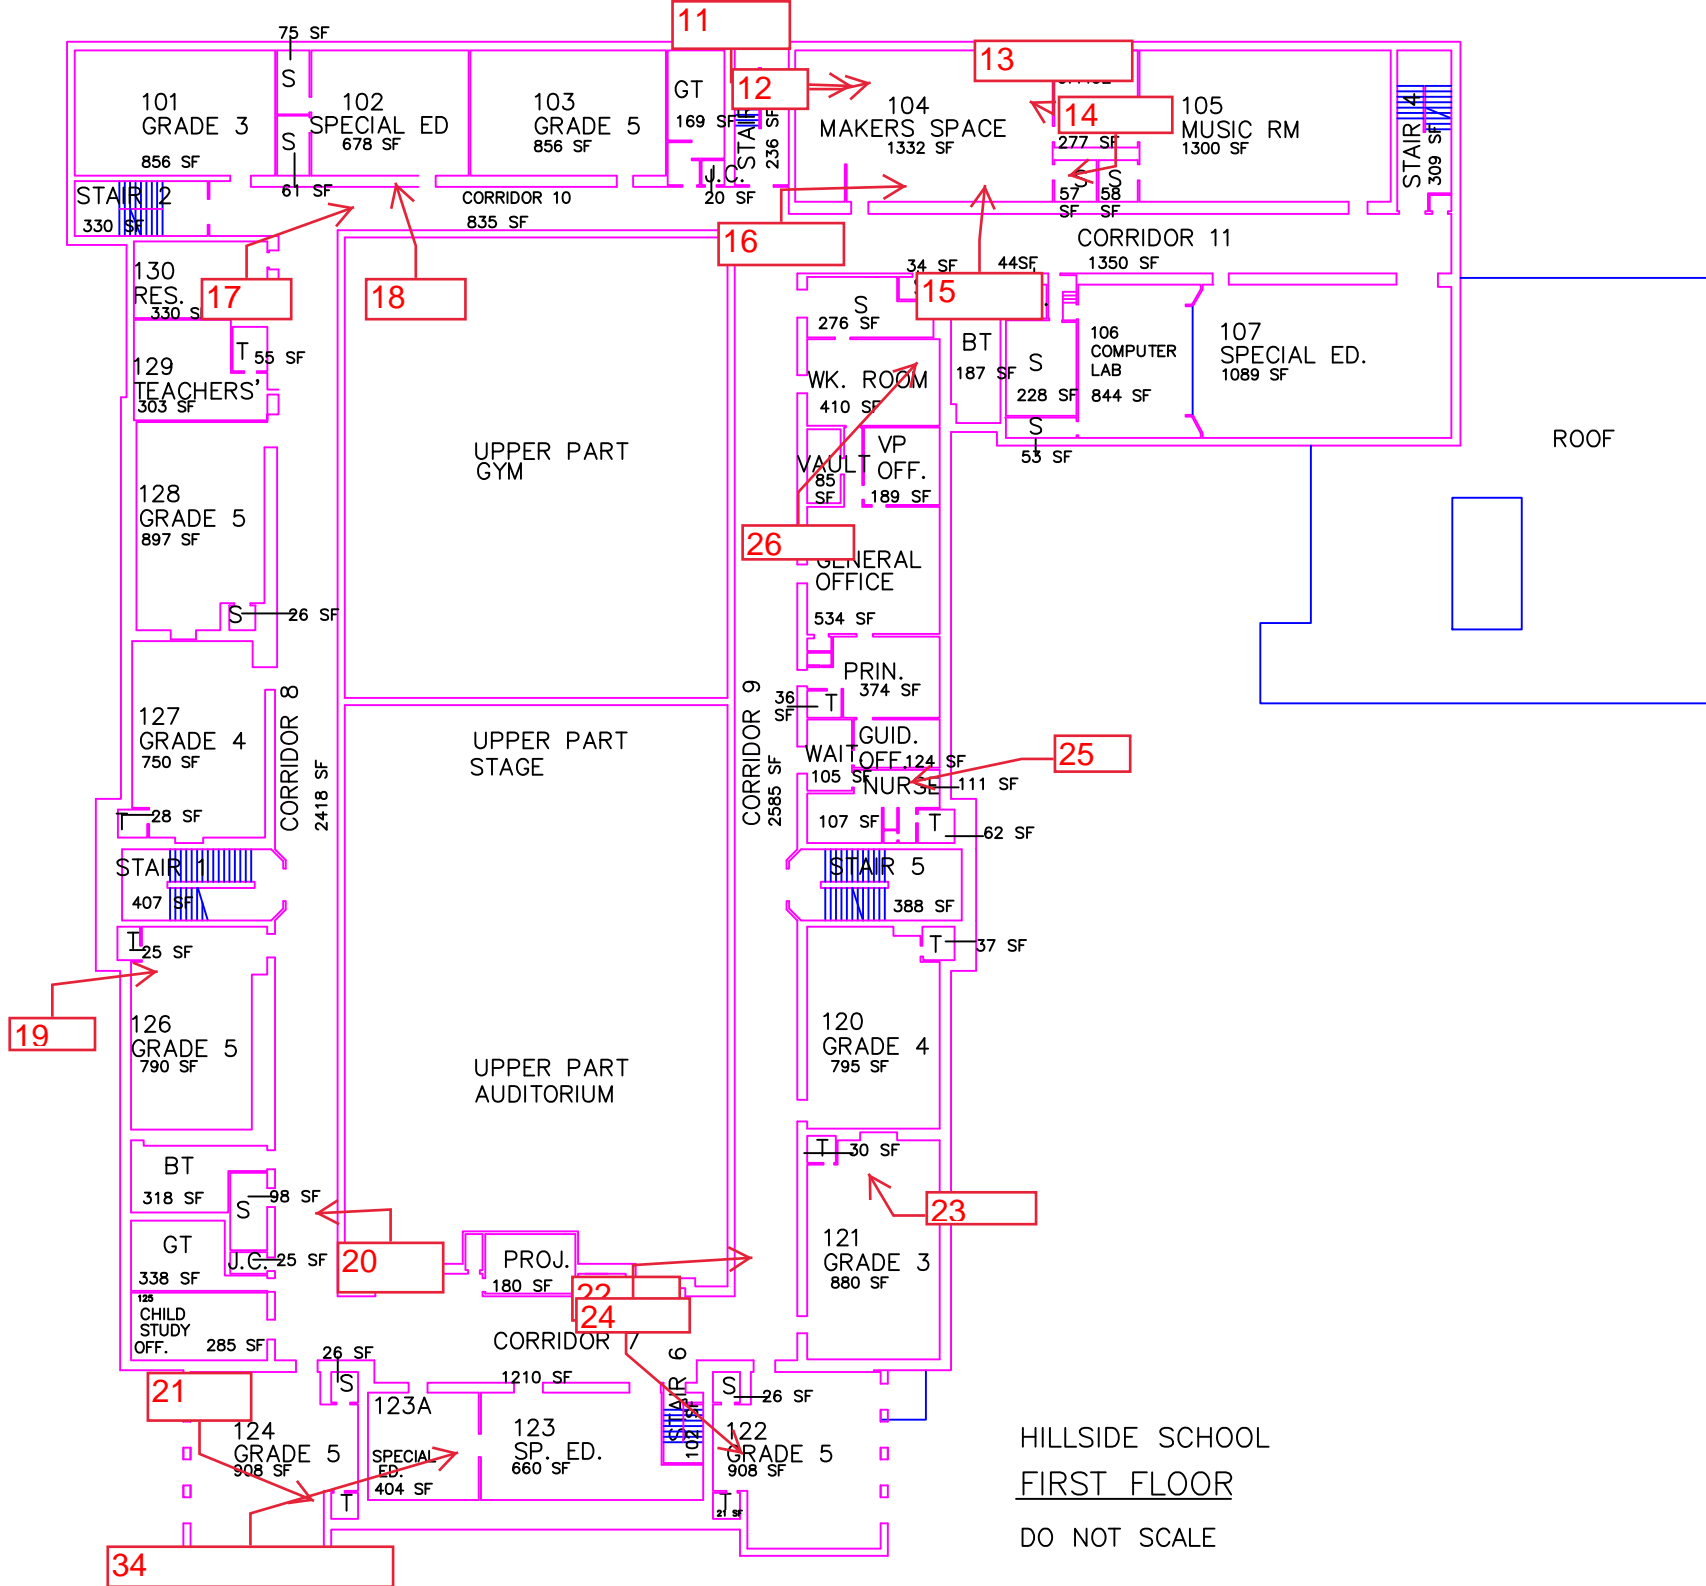 11
75 SF
13
12
S
101
GRADE 3
856 SF
102
SPECIAL ED
678 SF
103
GRADE 5
856 SF
GT
169 SF
236 SF
104
MAKERS SPACE
1332 SF
14
277 SF
105
MUSIC RM
1300 SF
STAIR 4
309 SF
S
61 SF
J.C.
20 SF
S
57
SF
S
58
SF
STAIR 2
330 SF
CORRIDOR 10
835 SF
16
CORRIDOR 11
1350 SF
130
RES.
17
18
34 SF
44SF
15
S
276 SF
T
55 SF
129
TEACHERS'
303 SF
WK. ROOM
410 SF
BT
187 SF
S
228 SF
106
COMPUTER
LAB
844 SF
107
SPECIAL ED.
1089 SF
S
53 SF
ROOF
UPPER PART
GYM
VAULT
85
SF
VP
OFF.
189 SF
128
GRADE 5
897 SF
26
GENERAL
OFFICE
534 SF
S
26 SF
PRIN.
374 SF
36
SF
T
127
GRADE 4
750 SF
CORRIDOR 8
2418 SF
UPPER PART
STAGE
CORRIDOR 9
2585 SF
WAIT
105 SF
GUID.
OFF.
124 SF
25
NURSE
111 SF
T
28 SF
107 SF
T
62 SF
STAIR 1
407 SF
STAIR 5
388 SF
T
25 SF
T
37 SF
19
126
GRADE 5
790 SF
UPPER PART
AUDITORIUM
120
GRADE 4
795 SF
T
30 SF
BT
318 SF
S
98 SF
23
GT
338 SF
J.C.
25 SF
20
PROJ.
180 SF
121
GRADE 3
880 SF
22
24
125
CHILD
STUDY
OFF.
285 SF
CORRIDOR 7
1210 SF
26 SF
S
STAIR 6
102 SF
S
26 SF
21
124
GRADE 5
908 SF
123A
SPECIAL
ED.
404 SF
123
SP. ED.
660 SF
122
GRADE 5
908 SF
T
T
21 SF
34
HILLSIDE SCHOOL
FIRST FLOOR
DO NOT SCALE